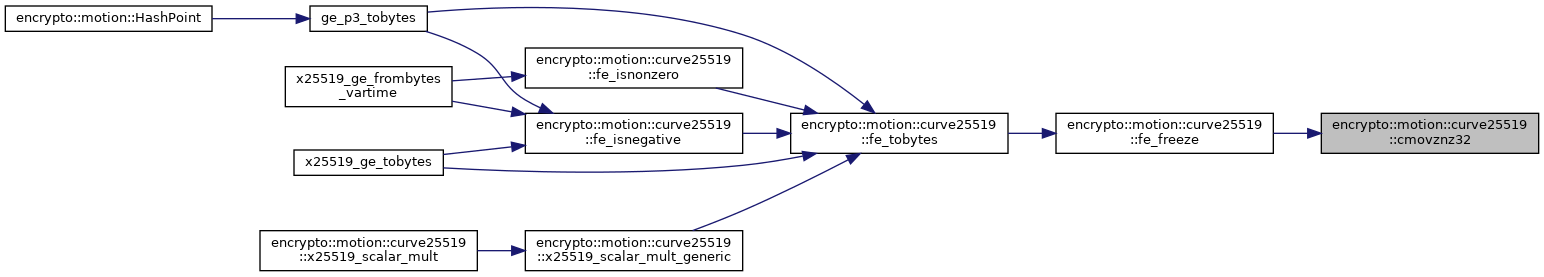 encrypto::motion::HashPoint
ge_p3_tobytes
encrypto::motion::curve25519
::fe_isnonzero
x25519_ge_frombytes
_vartime
encrypto::motion::curve25519
::fe_isnegative
encrypto::motion::curve25519
::fe_tobytes
encrypto::motion::curve25519
::fe_freeze
encrypto::motion::curve25519
::cmovznz32
x25519_ge_tobytes
encrypto::motion::curve25519
::x25519_scalar_mult
encrypto::motion::curve25519
::x25519_scalar_mult_generic